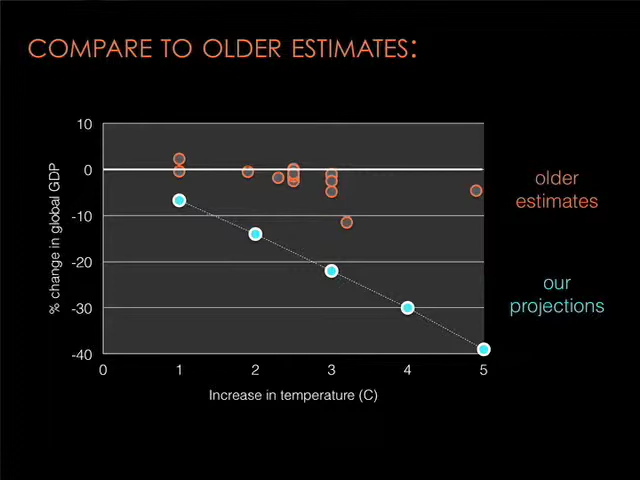 COMPARE TO OLDER ESTIMATES:
10
0
-10
-20
-30
-40
% change in global GDP
0 1 2 3 4 5
Increase in temperature (C)
older
estimates
our
projections